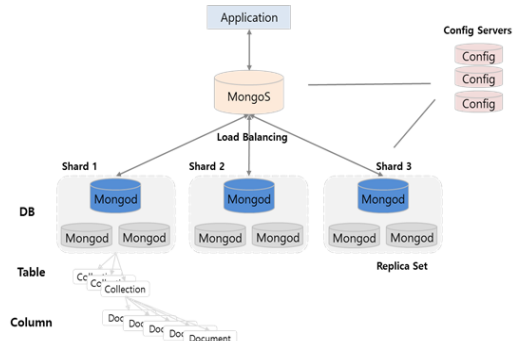 Application
Config Servers
Config
Config
Config
MongoS
Load Balancing
Shard 1
Shard 2
Shard 3
DB
Mongod
Mongod
Mongod
Mongod
Mongod
Mongod
Mongod
Mongod
Mongod
Replica Set
Table
Collection
Column
Document